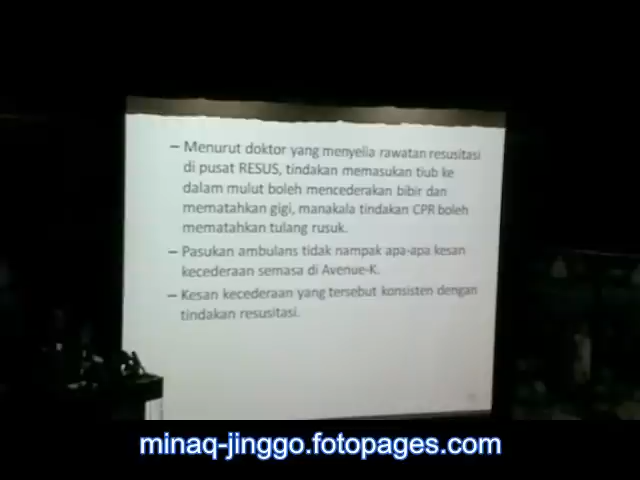 – Menurut doktor yang menyelia rawatan resusitasi
di pusat RESUS, tindakan memasukan tiub ke
dalam mulut boleh mencederakan bibir dan
mematahkan gigi, manakala tindakan CPR boleh
mematahkan tulang rusuk.
– Pasukan ambulans tidak nampak apa-apa kesan
kecederaan semasa di Avenue-K.
– Kesan kecederaan yang tersebut konsisten dengan
tindakan resusitasi.
minaq-jinggo.fotopages.com